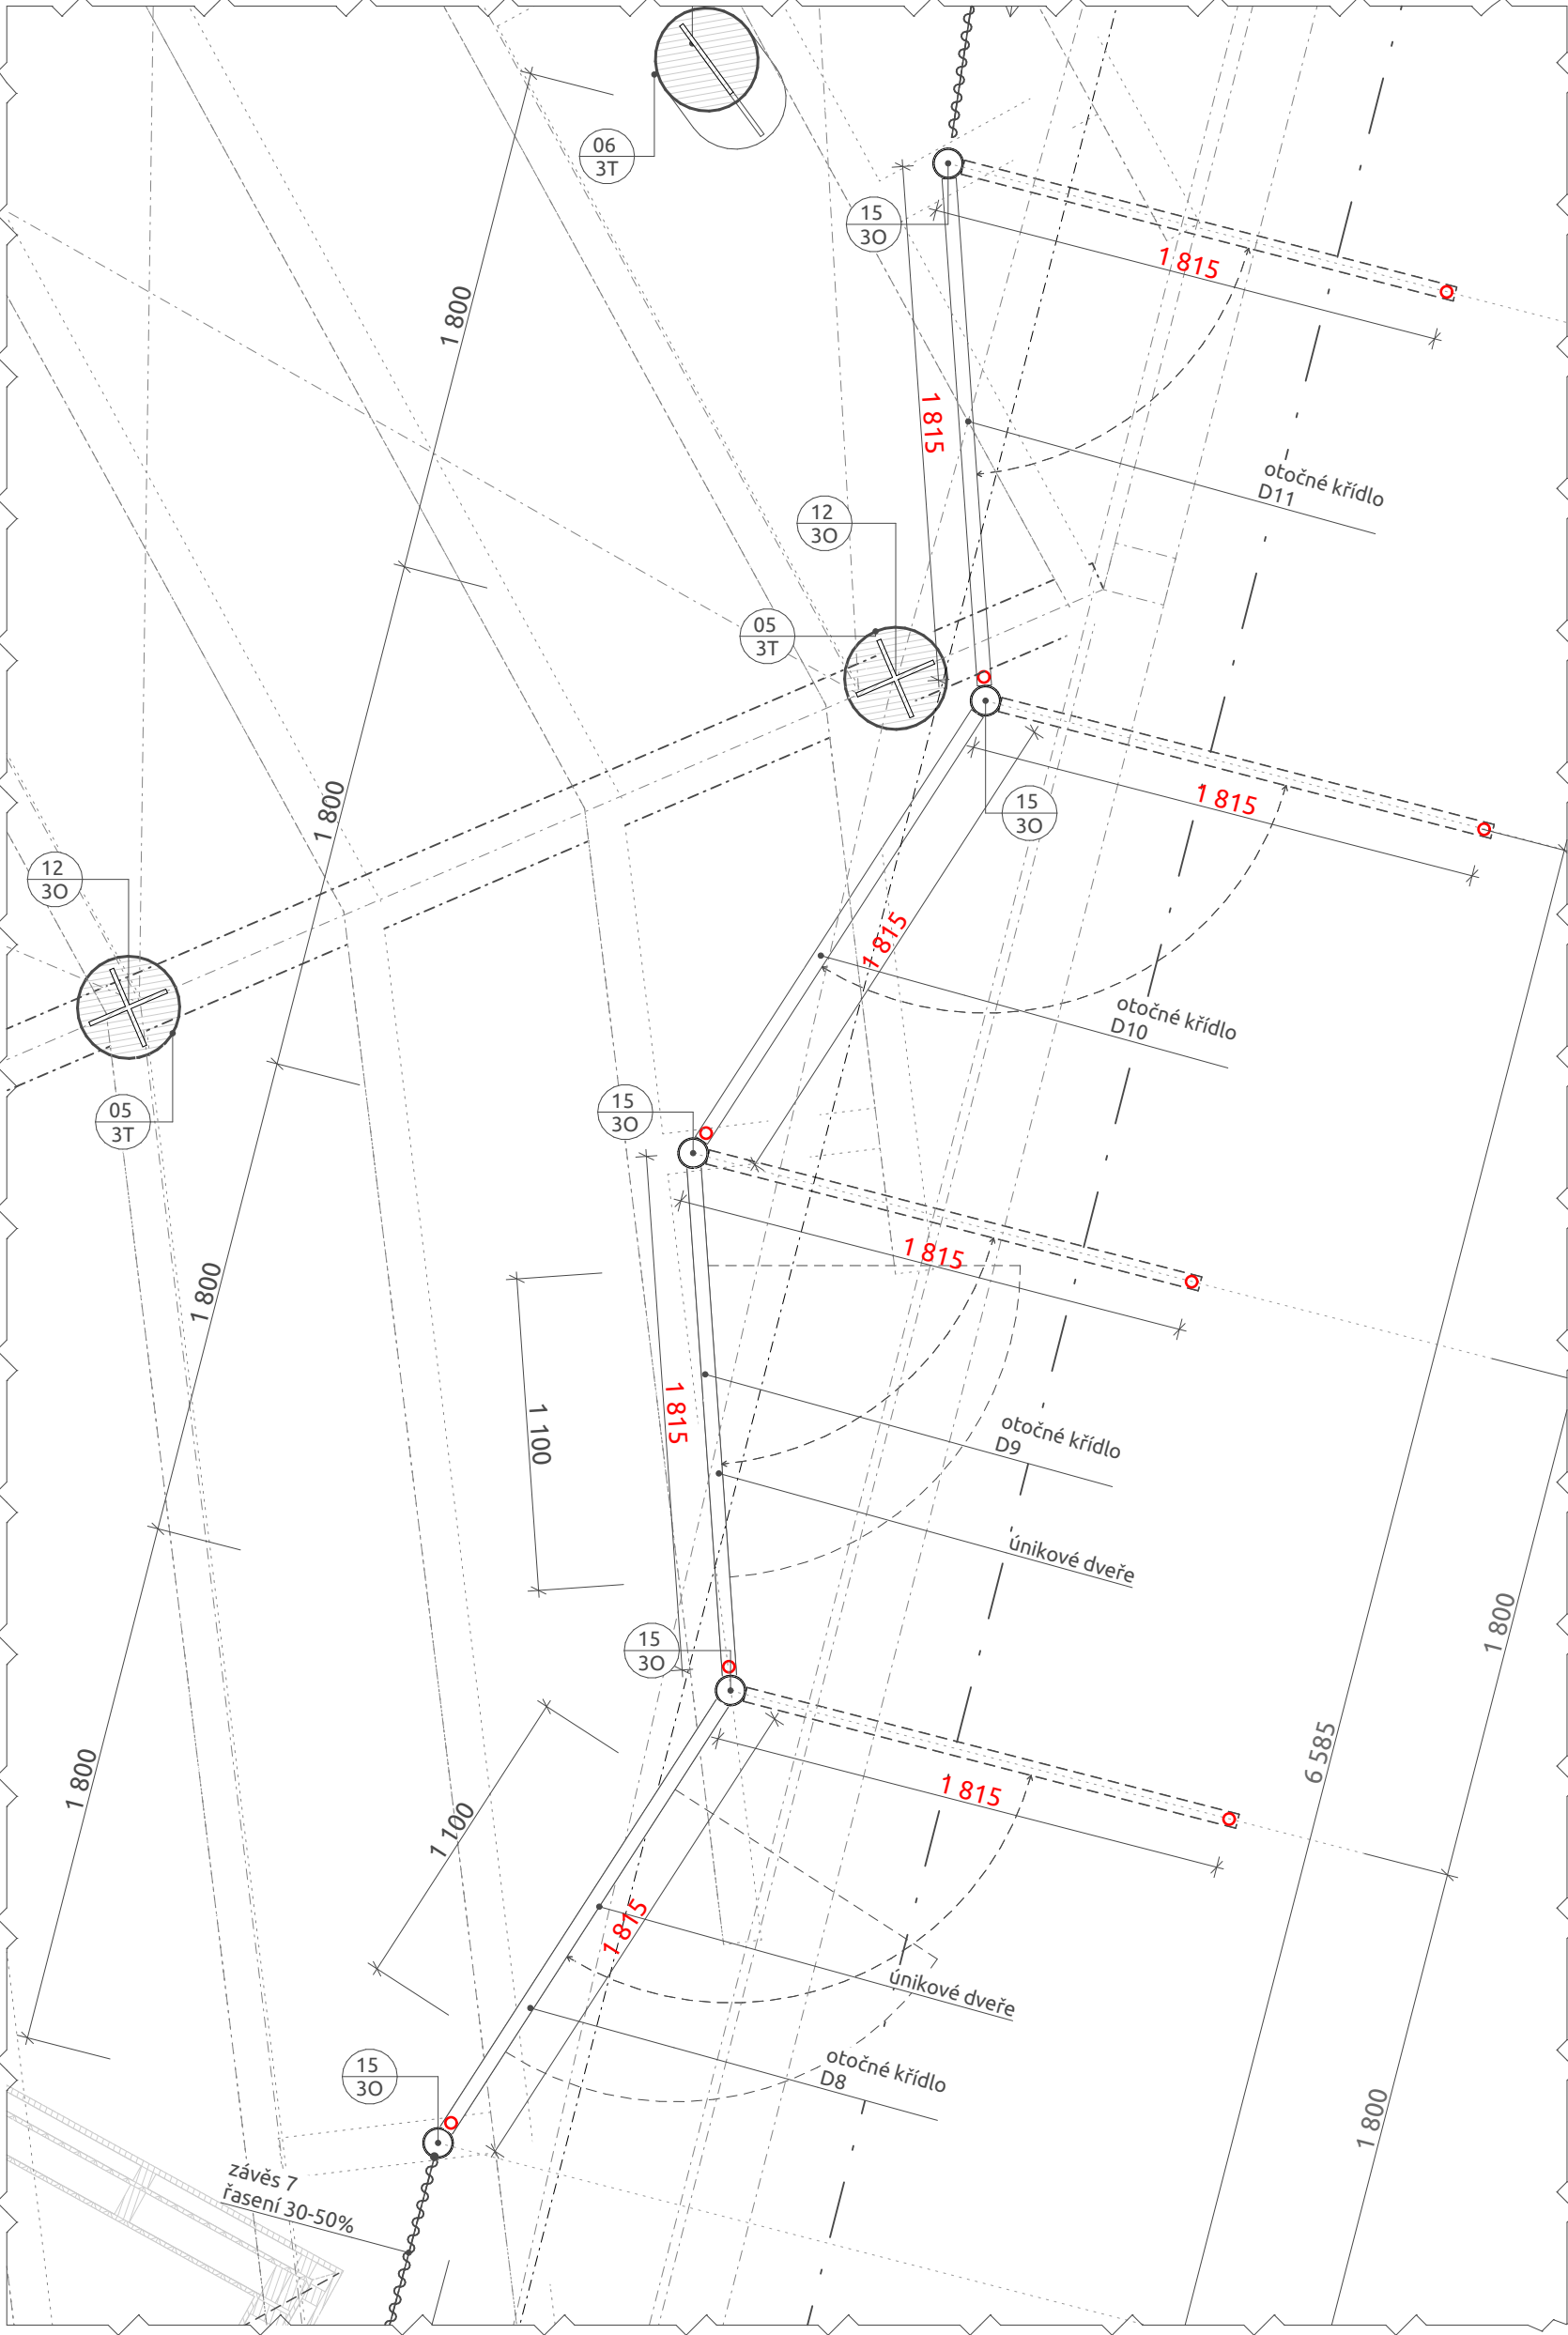 06
3T
15
3O
1 815
1 800
1 815
otočné křídlo
D11
12
3O
05
3T
1 815
1 800
15
3O
12
3O
1 815
otočné křídlo
D10
15
3O
05
3T
1 815
1 800
1 815
1 100
otočné křídlo
D9
únikové dveře
15
3O
1 800
6 585
1 800
1 815
1 100
1 815
únikové dveře
otočné křídlo
D8
15
3O
1 800
závěs 7
řasení 30-50%